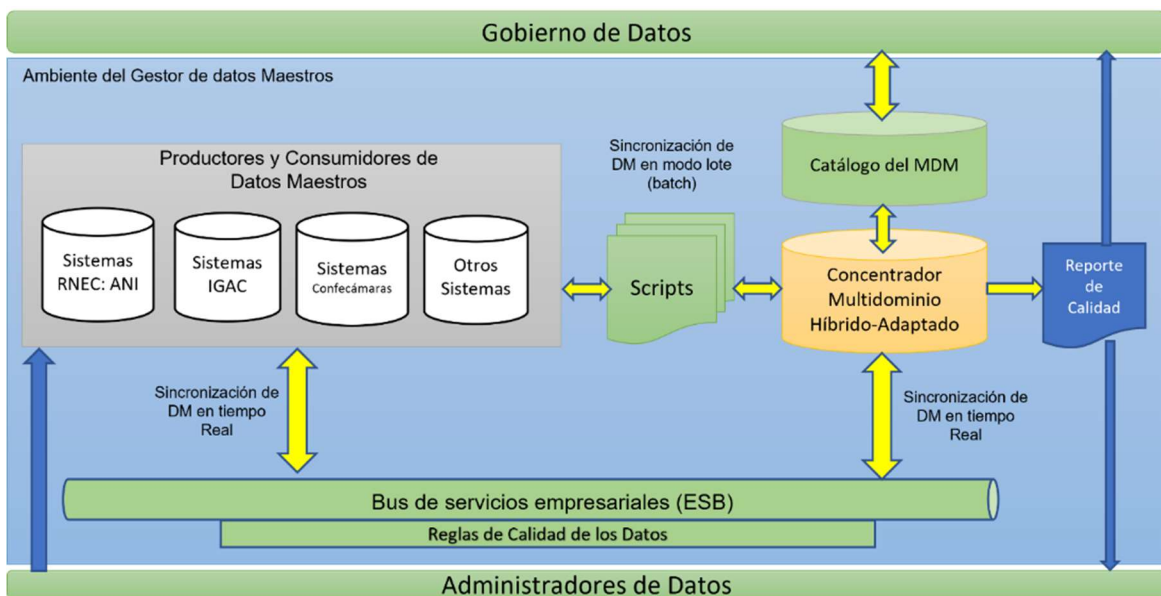 Gobierno de Datos
Ambiente del Gestor de datos Maestros
Productores y Consumidores de
Datos Maestros
Sistemas
RNEC: ANI
Sistemas
IGAC
Sistemas
Confecámaras
Otros
Sistemas
Sincronización de
DM en modo lote
(batch)
Scripts
Catálogo del MDM
Concentrador
Multidominio
Híbrido-Adaptado
Reporte
de
Calidad
Sincronización de
DM en tiempo
Real
Sincronización de
DM en tiempo
Real
Bus de servicios empresariales (ESB)
Reglas de Calidad de los Datos
Administradores de Datos